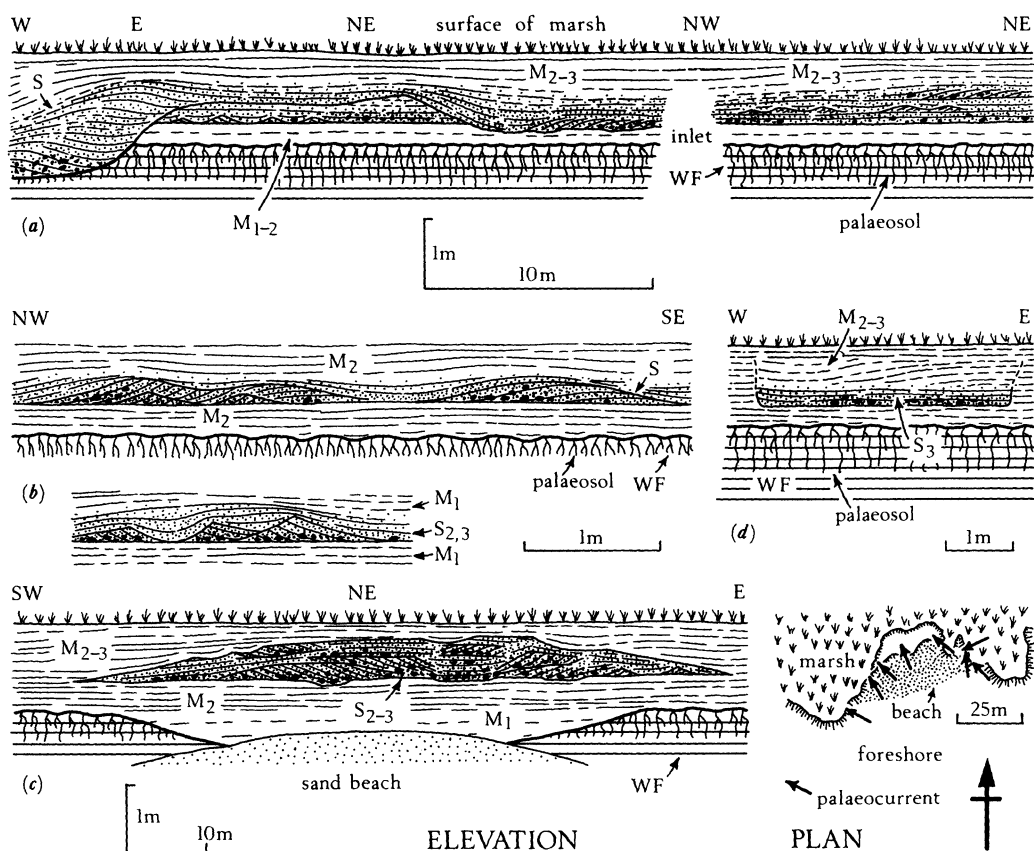 W E NE surface of marsh NW NE
S M2–3 M2–3
inlet
WF
palaeosol
(a) M1–2
1m
10m
NW SE
M2 S
M2
palaeosol WF
(b)
M1
S2,3
M1
1m
W M2–3 E
S3
WF
palaeosol
(d) 1m
SW NE E
M2–3
M2
S2–3 M1
sand beach WF
(c)
1m
10m
ELEVATION
marsh
beach 25m
foreshore
palaeocurrent
PLAN